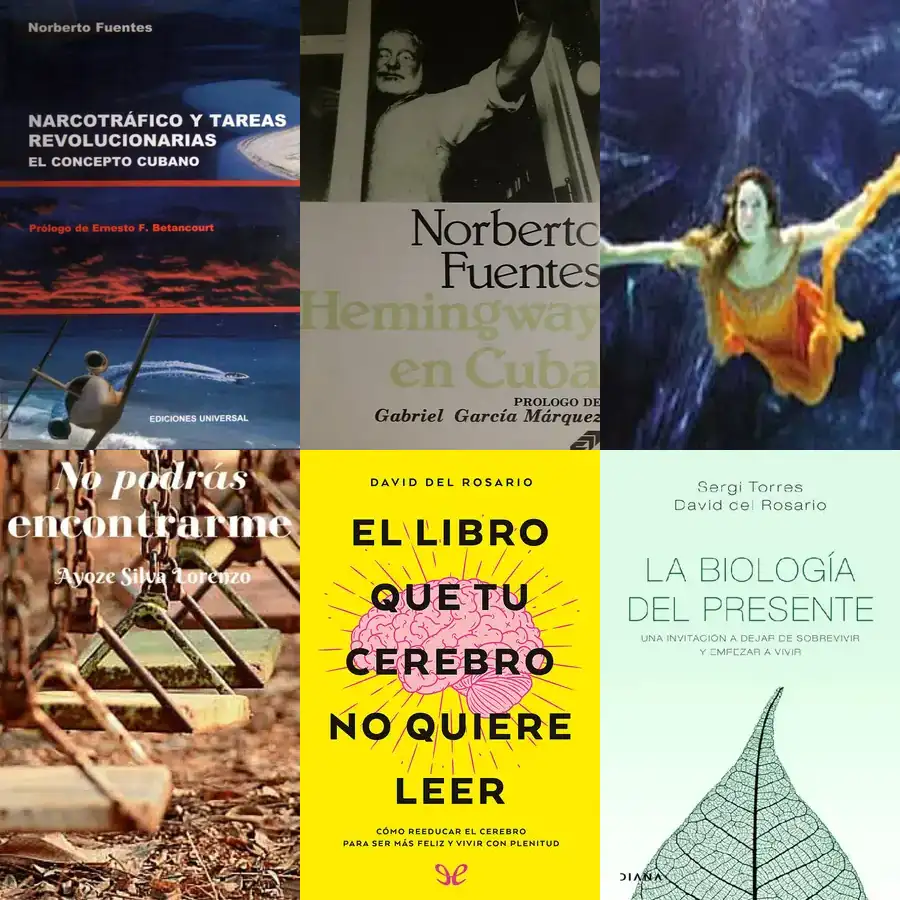 Norberto Fuentes
NARCOTRÁFICO Y TAREAS
REVOLUCIONARIAS
EL CONCEPTO CUBANO
Prólogo de Ernesto F. Betancourt
EDICIONES UNIVERSAL
Norberto
Fuentes
Hemingway
en Cuba
PROLOGO DE
Gabriel García Márquez
No podrás
encontrarme
Ayoze Silva Lorenzo
DAVID DEL ROSARIO
EL LIBRO
QUE TU
CEREBRO
NO QUIERE
LEER
CÓMO REEDUCAR EL CEREBRO
PARA SER MÁS FELIZ Y VIVIR CON PLENITUD
Sergi Torres
David del Rosario
LA BIOLOGÍA
DEL PRESENTE
UNA INVITACIÓN A DEJAR DE SOBREVIVIR
Y EMPEZAR A VIVIR
DIANA